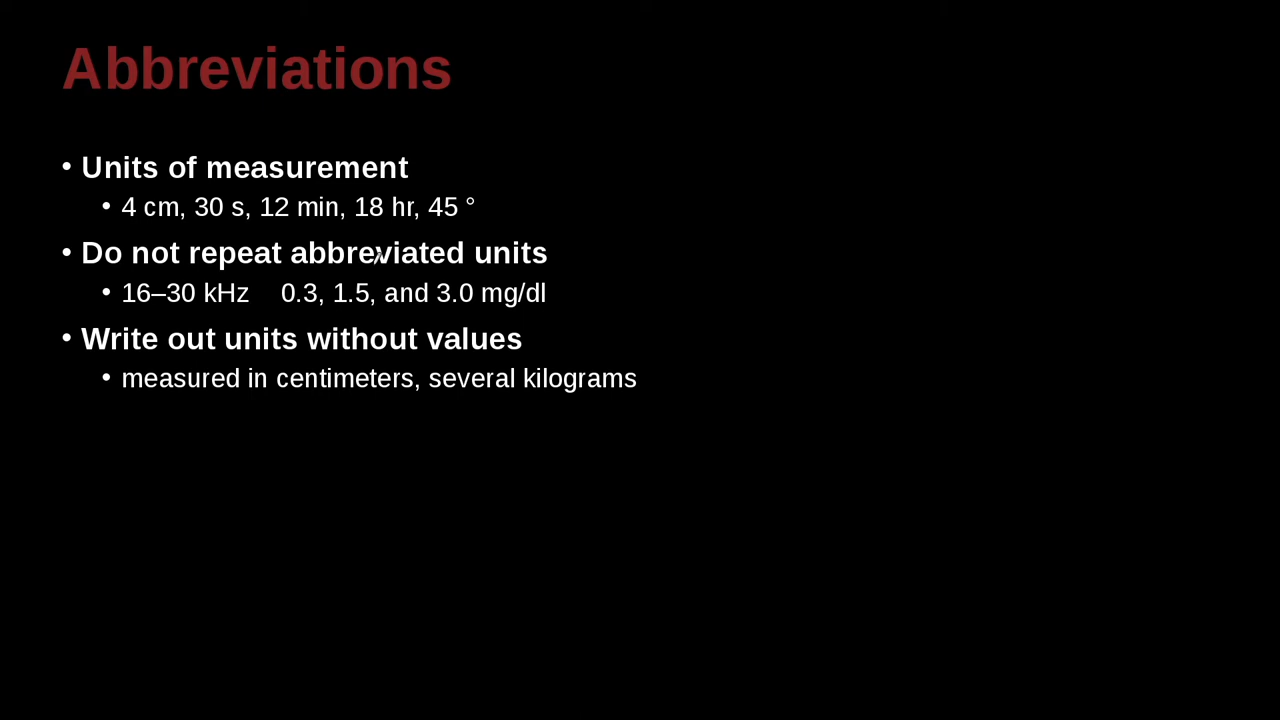 Abbreviations
• Units of measurement
• 4 cm, 30 s, 12 min, 18 hr, 45 °
• Do not repeat abbreviated units
• 16–30 kHz 0.3, 1.5, and 3.0 mg/dl
• Write out units without values
• measured in centimeters, several kilograms